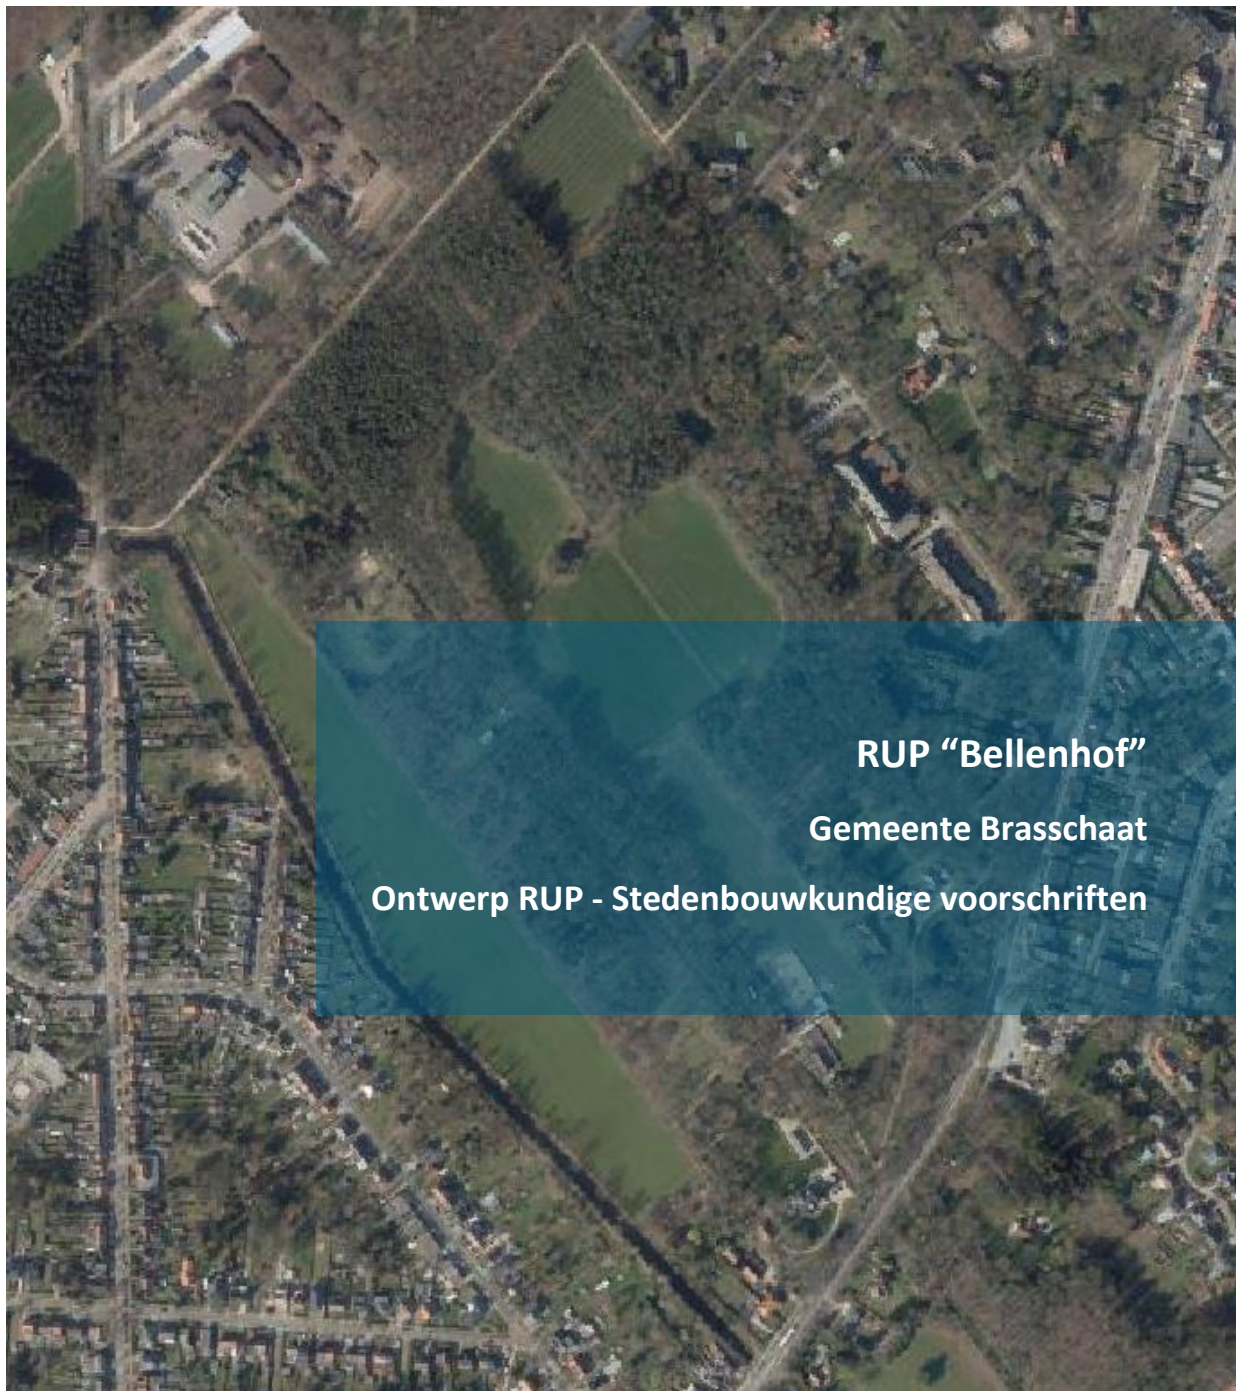 RUP “Bellenhof”
Gemeente Brasschaat
Ontwerp RUP - Stedenbouwkundige voorschriften